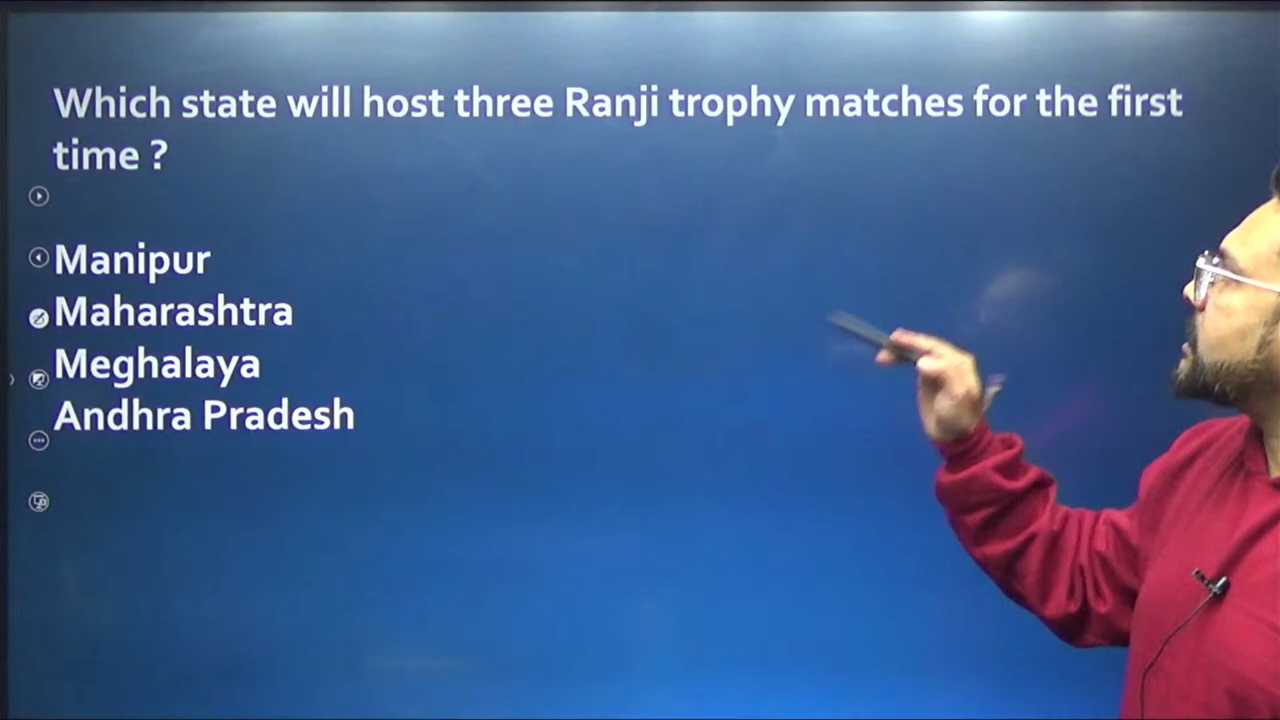 Which state will host three Ranji trophy matches for the first
time ?
Manipur
Maharashtra
Meghalaya
Andhra Pradesh